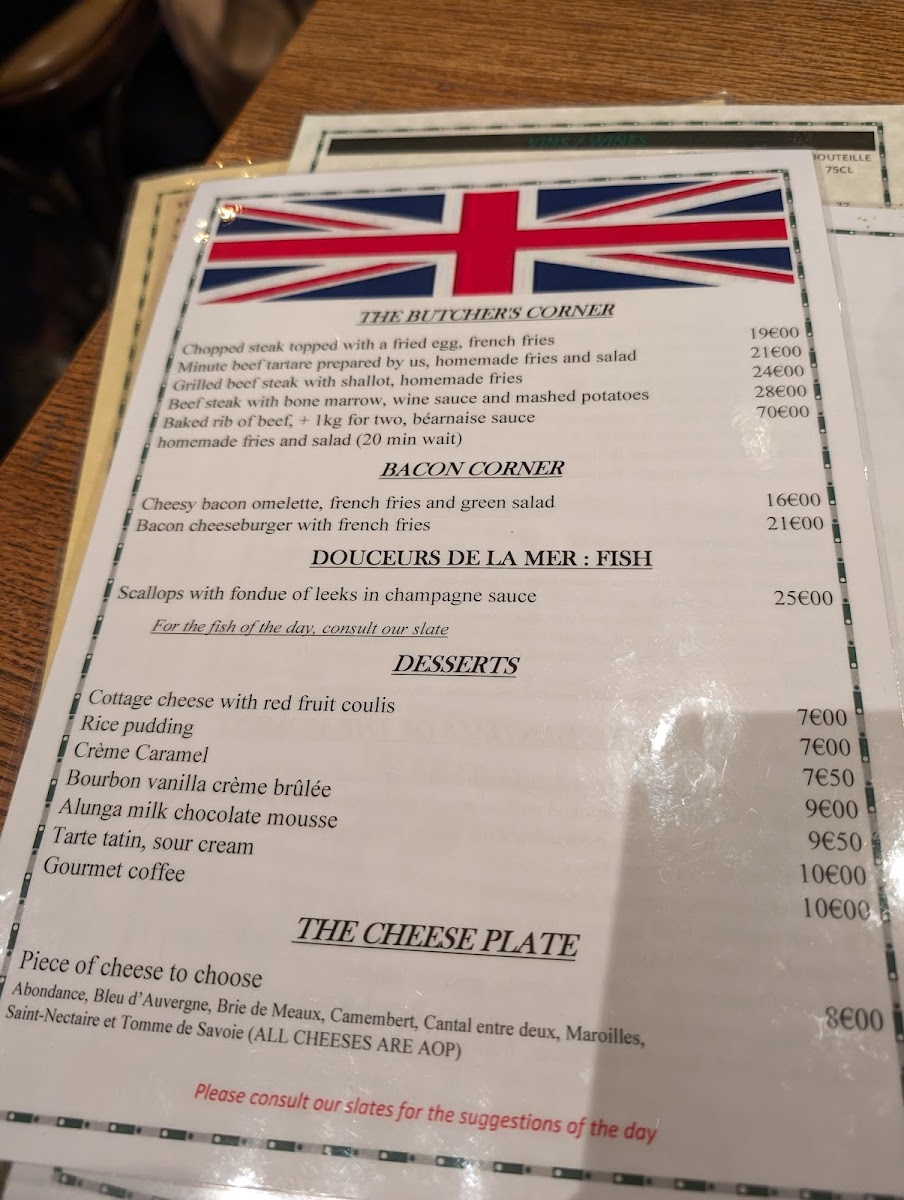 VINS / WINES
BOUTEILLE
75CL
THE BUTCHER'S CORNER
Chopped steak topped with a fried egg, french fries 19€00
Minute beef tartare prepared by us, homemade fries and salad 21€00
Grilled beef steak with shallot, homemade fries 24€00
Beef steak with bone marrow, wine sauce and mashed potatoes 28€00
Baked rib of beef, + 1kg for two, béarnaise sauce 70€00
homemade fries and salad (20 min wait)
BACON CORNER
Cheesy bacon omelette, french fries and green salad 16€00
Bacon cheeseburger with french fries 21€00
DOUCEURS DE LA MER : FISH
Scallops with fondue of leeks in champagne sauce 25€00
For the fish of the day, consult our slate
DESSERTS
Cottage cheese with red fruit coulis 7€00
Rice pudding 7€00
Crème Caramel 7€50
Bourbon vanilla crème brûlée 9€00
Alunga milk chocolate mousse 9€50
Tarte tatin, sour cream 10€00
Gourmet coffee 10€00
THE CHEESE PLATE
Piece of cheese to choose 8€00
Abondance, Bleu d'Auvergne, Brie de Meaux, Camembert, Cantal entre deux, Maroilles,
Saint-Nectaire et Tomme de Savoie (ALL CHEESES ARE AOP)
Please consult our slates for the suggestions of the day